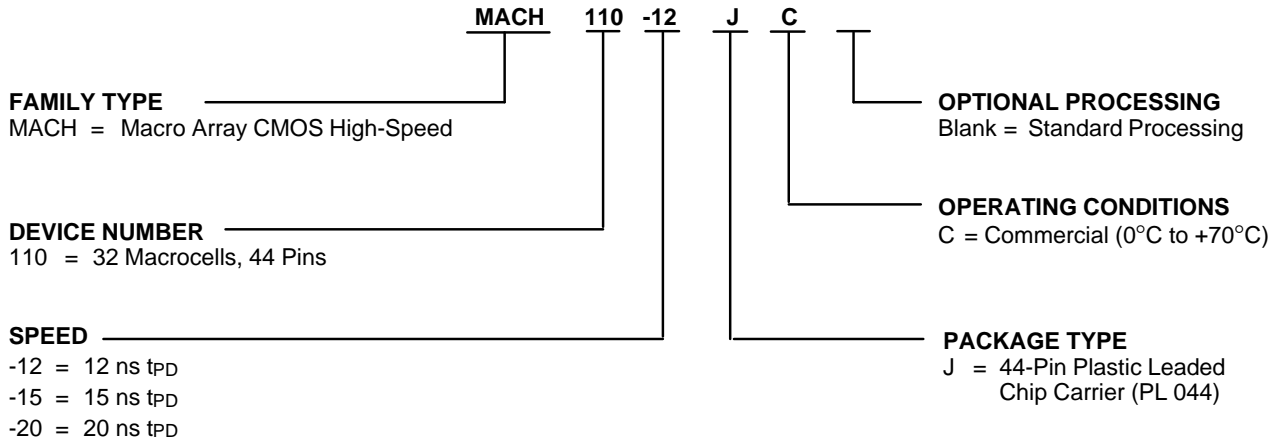 MACH 110 -12 J C
FAMILY TYPE
MACH = Macro Array CMOS High-Speed
DEVICE NUMBER
110 = 32 Macrocells, 44 Pins
SPEED
-12 = 12 ns tPD
-15 = 15 ns tPD
-20 = 20 ns tPD
OPTIONAL PROCESSING
Blank = Standard Processing
OPERATING CONDITIONS
C = Commercial (0°C to +70°C)
PACKAGE TYPE
J = 44-Pin Plastic Leaded
Chip Carrier (PL 044)